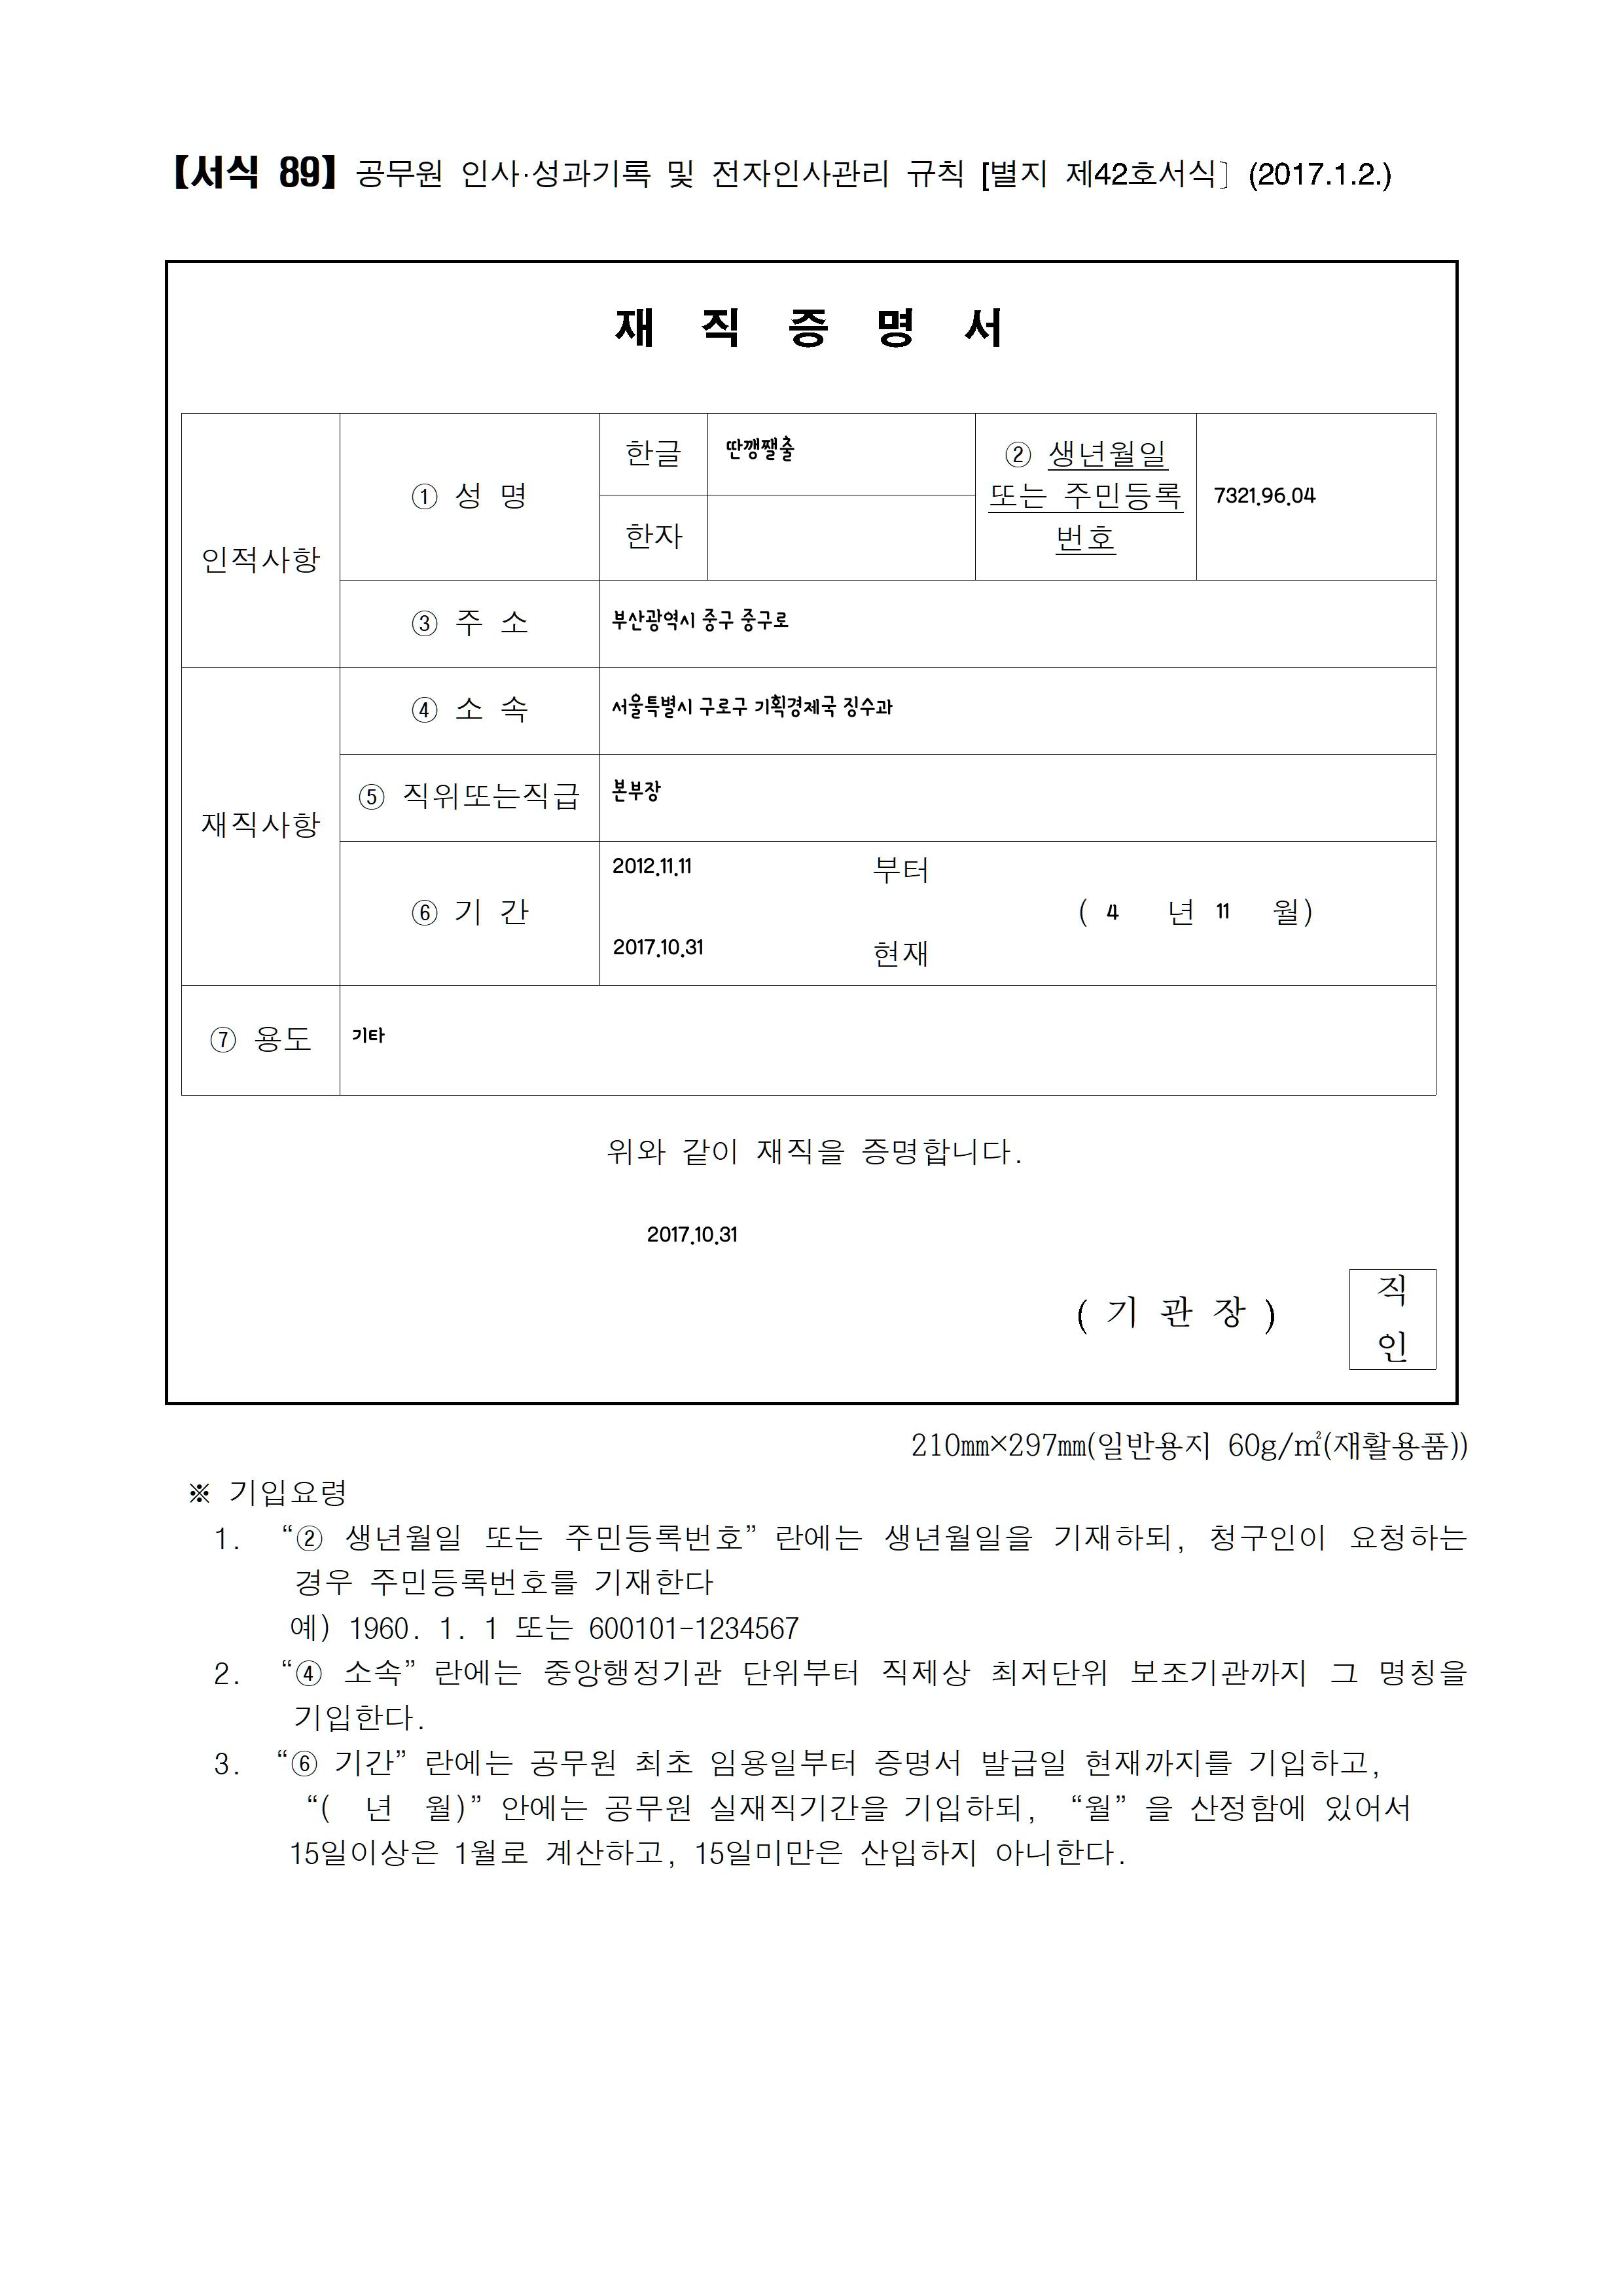 【서식 89】 공무원 인사·성과기록 및 전자인사관리 규칙 [별지 제42호서식] (2017.1.2.)
재 직 증 명 서
인적사항
① 성 명
한글
딴깽쨀출
한자
② 생년월일
또는 주민등록
번호
7321.96.04
③ 주 소
부산광역시 중구 중구로
재직사항
④ 소 속
서울특별시 구로구 기획경제국 징수과
⑤ 직위또는직급
본부장
⑥ 기 간
2012.11.11 부터
( 4 년 11 월)
2017.10.31 현재
⑦ 용도
기타
위와 같이 재직을 증명합니다.
2017.10.31
( 기 관 장 )
직
인
210㎜×297㎜(일반용지 60g/㎡(재활용품))
※ 기입요령
1. “② 생년월일 또는 주민등록번호” 란에는 생년월일을 기재하되, 청구인이 요청하는
경우 주민등록번호를 기재한다
예) 1960. 1. 1 또는 600101-1234567
2. “④ 소속” 란에는 중앙행정기관 단위부터 직제상 최저단위 보조기관까지 그 명칭을
기입한다.
3. “⑥ 기간” 란에는 공무원 최초 임용일부터 증명서 발급일 현재까지를 기입하고,
“( 년 월)” 안에는 공무원 실재직기간을 기입하되, “월” 을 산정함에 있어서
15일이상은 1월로 계산하고, 15일미만은 산입하지 아니한다.